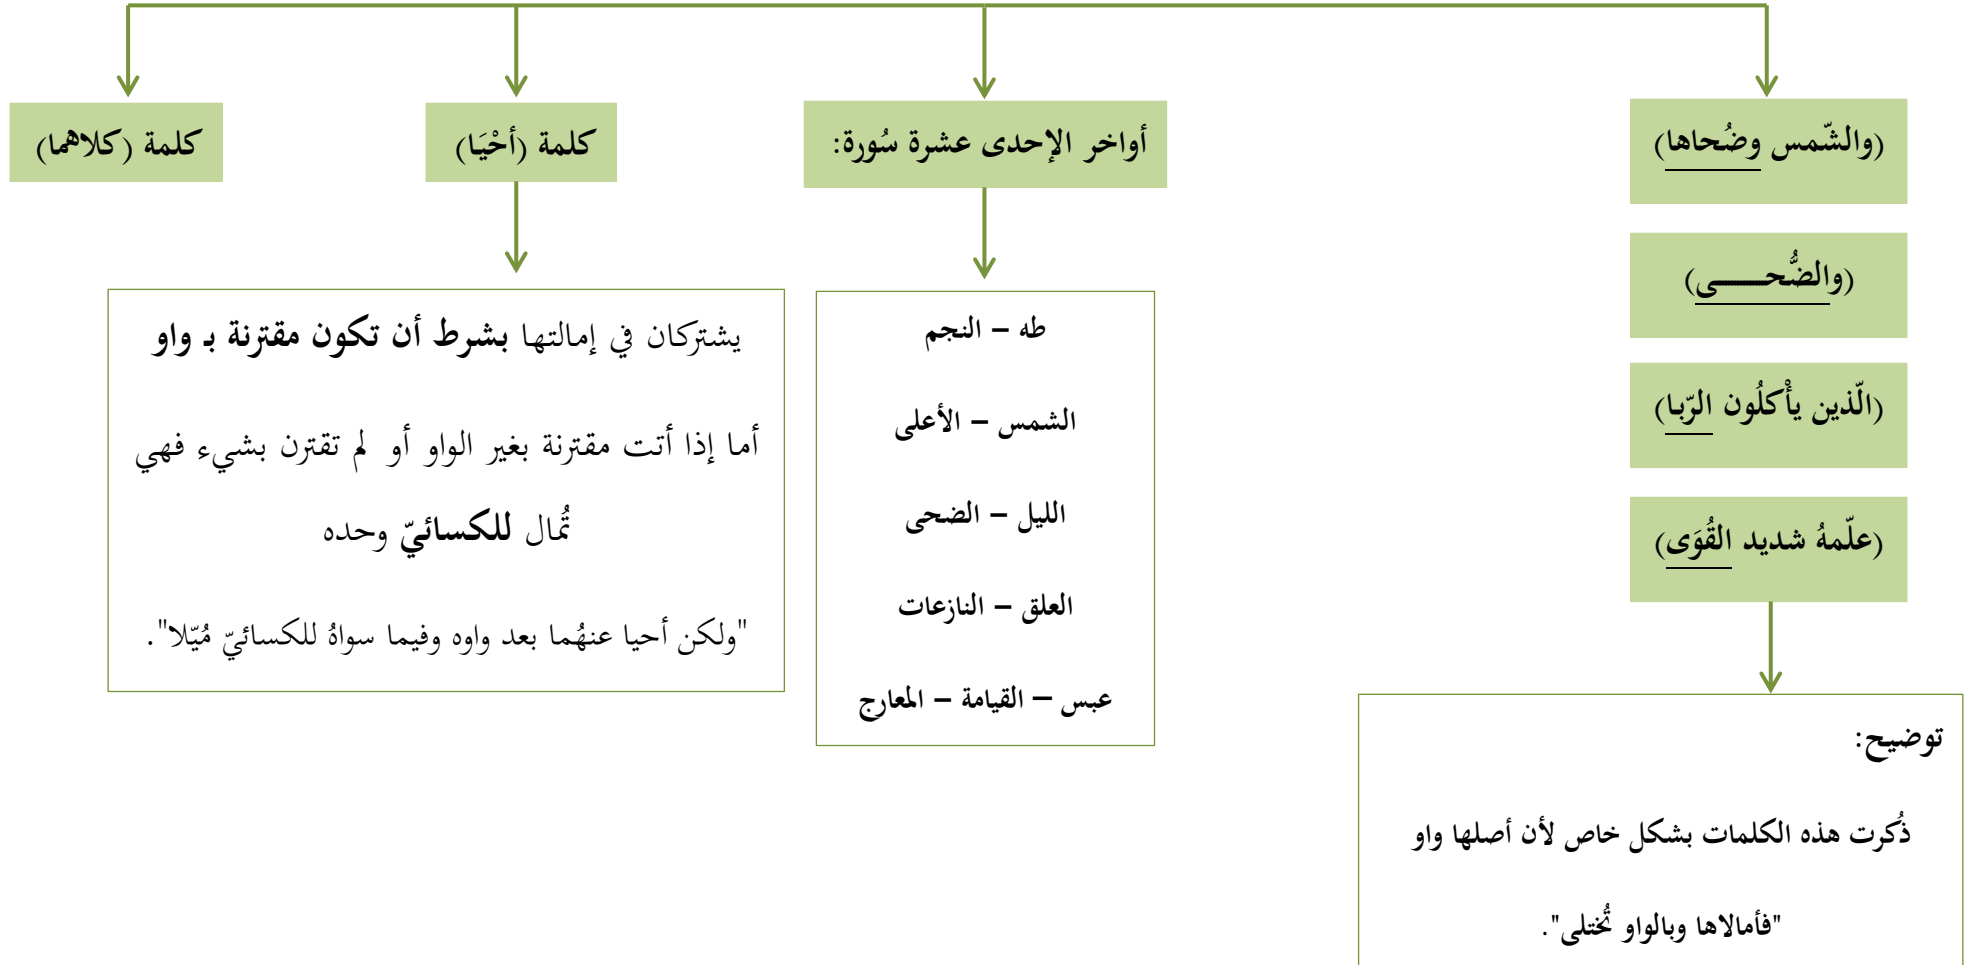 (والشّمس وضُحاها)
(والضُّحـــــى)
(الّذين يأْكلُون الرّبا)
(علّمهُ شديد القُوَى)
توضيح:
ذُكرت هذه الكلمات بشكل خاص لأن أصلها واو
"فأمالاها وبالواو تُختلى".
أواخر الإحدى عشرة سُورة:
طه – النجم
الشمس – الأعلى
الليل – الضحى
العلق – النازعات
عبس – القيامة – المعارج
كلمة (أحْيَا)
يشتركان في إمالتها بشرط أن تكون مقترنة بـ واو
أما إذا أتت مقترنة بغير الواو أو لم تقترن بشيء فهي
تُمال للكسائيّ وحده
"ولكن أحيا عنهُما بعد واوه وفيما سواهُ للكسائيّ مُيّلا".
كلمة (كلاهما)